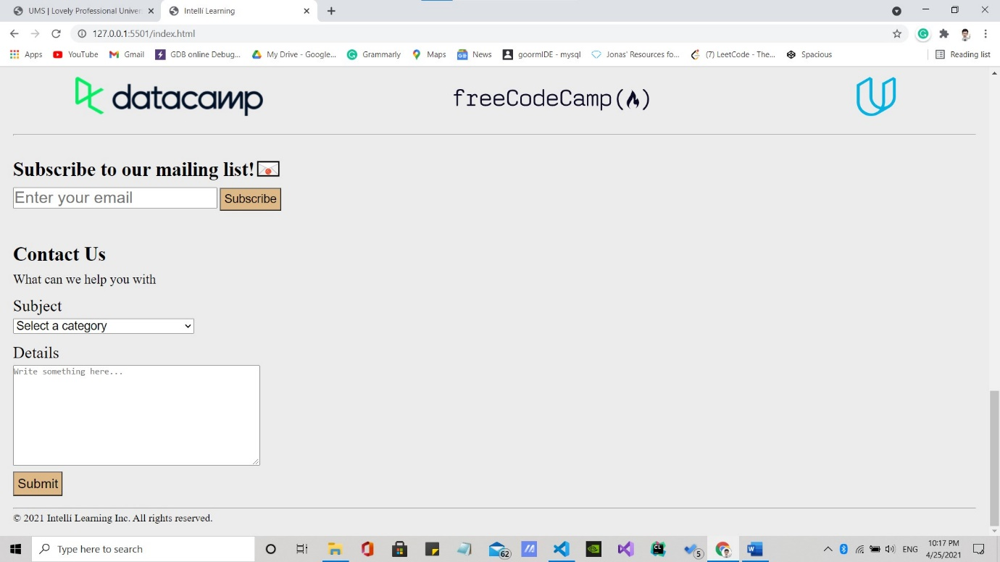 UMS | Lovely Professional Univer
Intellí Learning
127.0.0.1:5501/index.html
Apps
YouTube
Gmail
GDB online Debug...
My Drive - Google...
Grammarly
Maps
News
goormIDE - mysql
Jonas' Resources fo...
(7) LeetCode - The...
Spacious
Reading list
datacamp
freeCodeCamp(🔥)
Subscribe to our mailing list!
Enter your email
Subscribe
Contact Us
What can we help you with
Subject
Select a category
Details
Write something here...
Submit
© 2021 Intellí Learning Inc. All rights reserved.
Type here to search
62
5
ENG
10:17 PM
4/25/2021